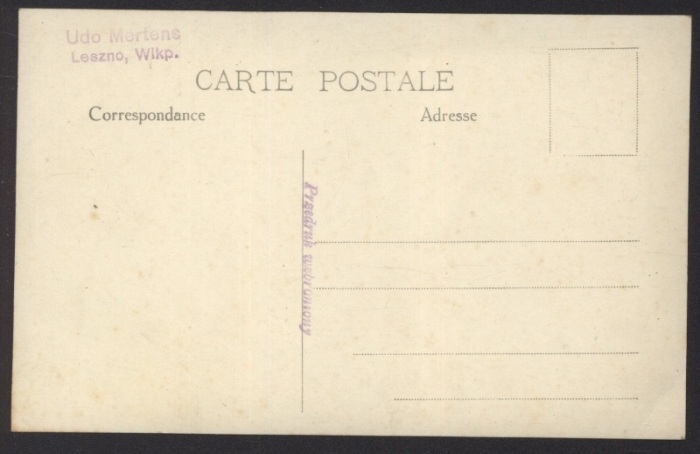 Udo Mertens
Leszno, Wlkp.
CARTE POSTALE
Correspondance
Adresse
Przedruk wzbroniony